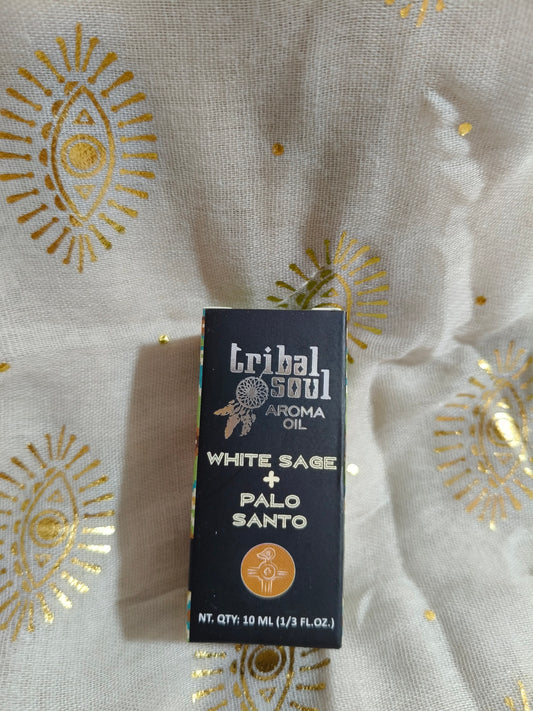 tribal
soul
AROMA
OIL
WHITE SAGE
+
PALO
SANTO
NT. QTY: 10 ML (1/3 FL.OZ.)